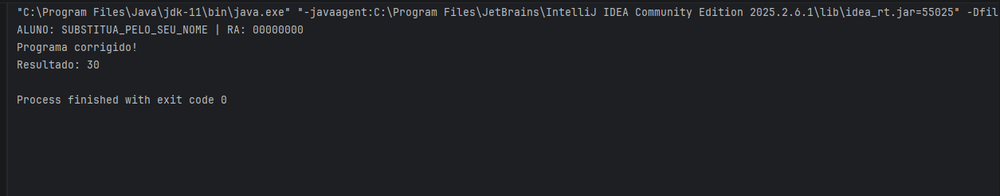 "C:\Program Files\Java\jdk-11\bin\java.exe" "-javaagent:C:\Program Files\JetBrains\IntelliJ IDEA Community Edition 2025.2.6.1\lib\idea_rt.jar=55025" -Dfil
ALUNO: SUBSTITUA_PELO_SEU_NOME | RA: 00000000
Programa corrigido!
Resultado: 30
Process finished with exit code 0